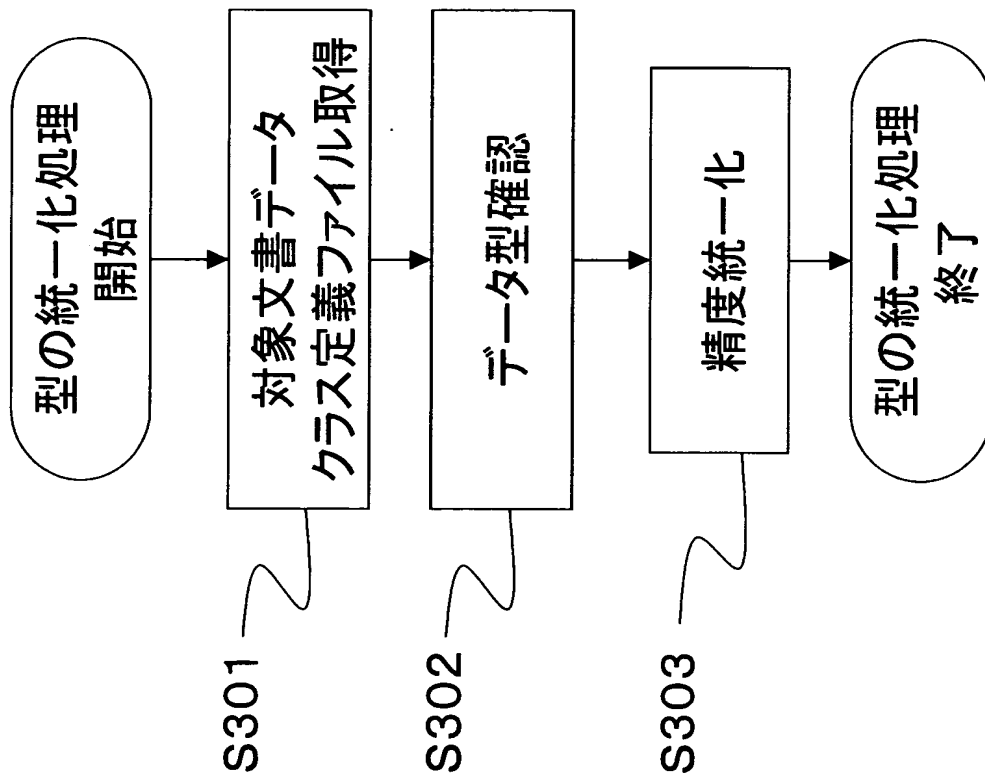 型の統一化処理
開始
S301
対象文書データ
クラス定義ファイル取得
S302
データ型確認
S303
精度統一化
型の統一化処理
終了